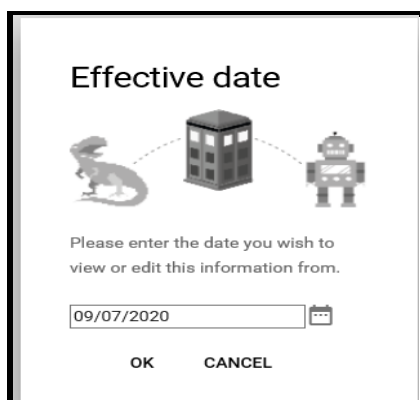 Effective date
Please enter the date you wish to
view or edit this information from.
09/07/2020
OK CANCEL